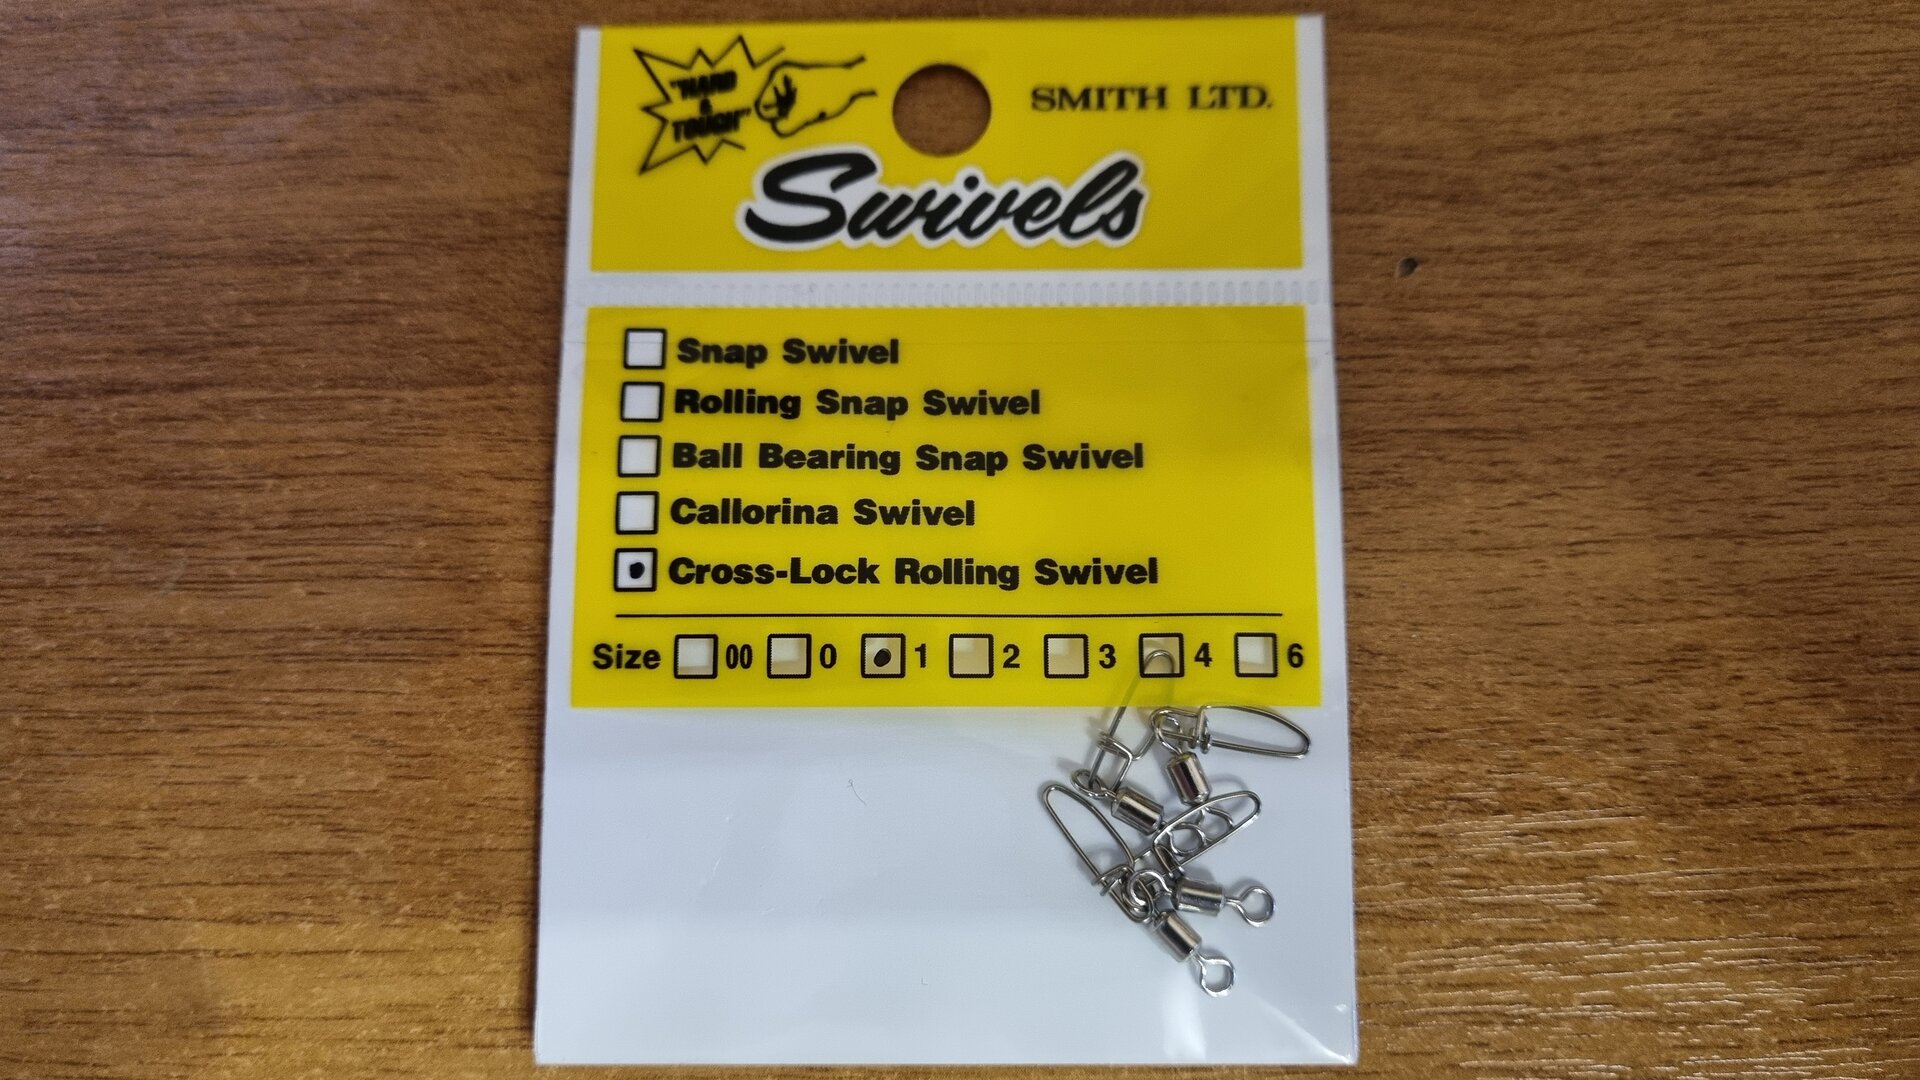 "HARD
&
TOUGH"
SMITH LTD.
Swivels
Snap Swivel
Rolling Snap Swivel
Ball Bearing Snap Swivel
Callorina Swivel
Cross-Lock Rolling Swivel
Size 00 0 1 2 3 4 6